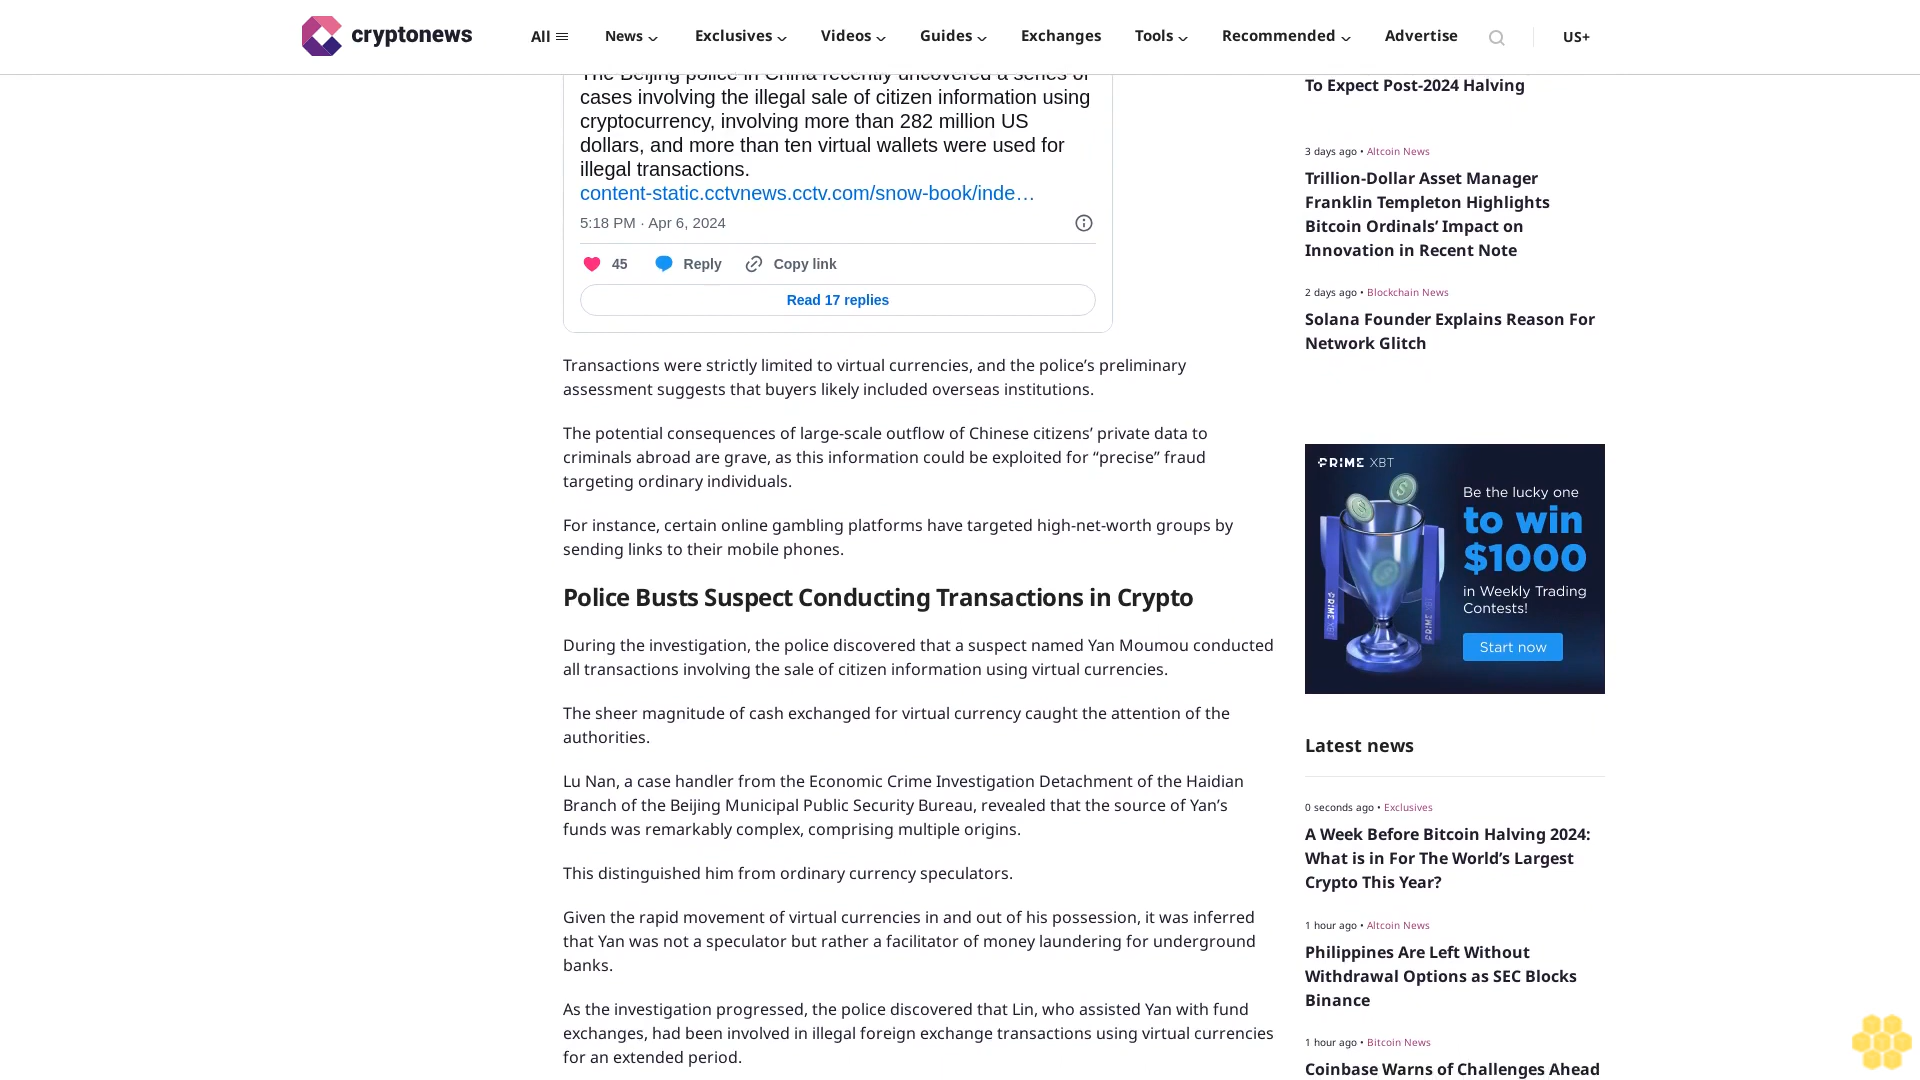 cryptonews
All
News
Exclusives
Videos
Guides
Exchanges
Tools
Recommended
Advertise
US+
The Beijing police in China recently uncovered a series of
cases involving the illegal sale of citizen information using
cryptocurrency, involving more than 282 million US
dollars, and more than ten virtual wallets were used for
illegal transactions.
content-static.cctvnews.cctv.com/snow-book/inde…
5:18 PM · Apr 6, 2024
45
Reply
Copy link
Read 17 replies
Transactions were strictly limited to virtual currencies, and the police’s preliminary
assessment suggests that buyers likely included overseas institutions.
The potential consequences of large-scale outflow of Chinese citizens’ private data to
criminals abroad are grave, as this information could be exploited for “precise” fraud
targeting ordinary individuals.
For instance, certain online gambling platforms have targeted high-net-worth groups by
sending links to their mobile phones.
Police Busts Suspect Conducting Transactions in Crypto
During the investigation, the police discovered that a suspect named Yan Moumou conducted
all transactions involving the sale of citizen information using virtual currencies.
The sheer magnitude of cash exchanged for virtual currency caught the attention of the
authorities.
Lu Nan, a case handler from the Economic Crime Investigation Detachment of the Haidian
Branch of the Beijing Municipal Public Security Bureau, revealed that the source of Yan’s
funds was remarkably complex, comprising multiple origins.
This distinguished him from ordinary currency speculators.
Given the rapid movement of virtual currencies in and out of his possession, it was inferred
that Yan was not a speculator but rather a facilitator of money laundering for underground
banks.
As the investigation progressed, the police discovered that Lin, who assisted Yan with fund
exchanges, had been involved in illegal foreign exchange transactions using virtual currencies
for an extended period.
To Expect Post-2024 Halving
3 days ago • Altcoin News
Trillion-Dollar Asset Manager
Franklin Templeton Highlights
Bitcoin Ordinals’ Impact on
Innovation in Recent Note
2 days ago • Blockchain News
Solana Founder Explains Reason For
Network Glitch
PRIME XBT
Be the lucky one
to win
$1000
in Weekly Trading
Contests!
Start now
PRIME XBT
PRIME XBT
Latest news
0 seconds ago • Exclusives
A Week Before Bitcoin Halving 2024:
What is in For The World’s Largest
Crypto This Year?
1 hour ago • Altcoin News
Philippines Are Left Without
Withdrawal Options as SEC Blocks
Binance
1 hour ago • Bitcoin News
Coinbase Warns of Challenges Ahead